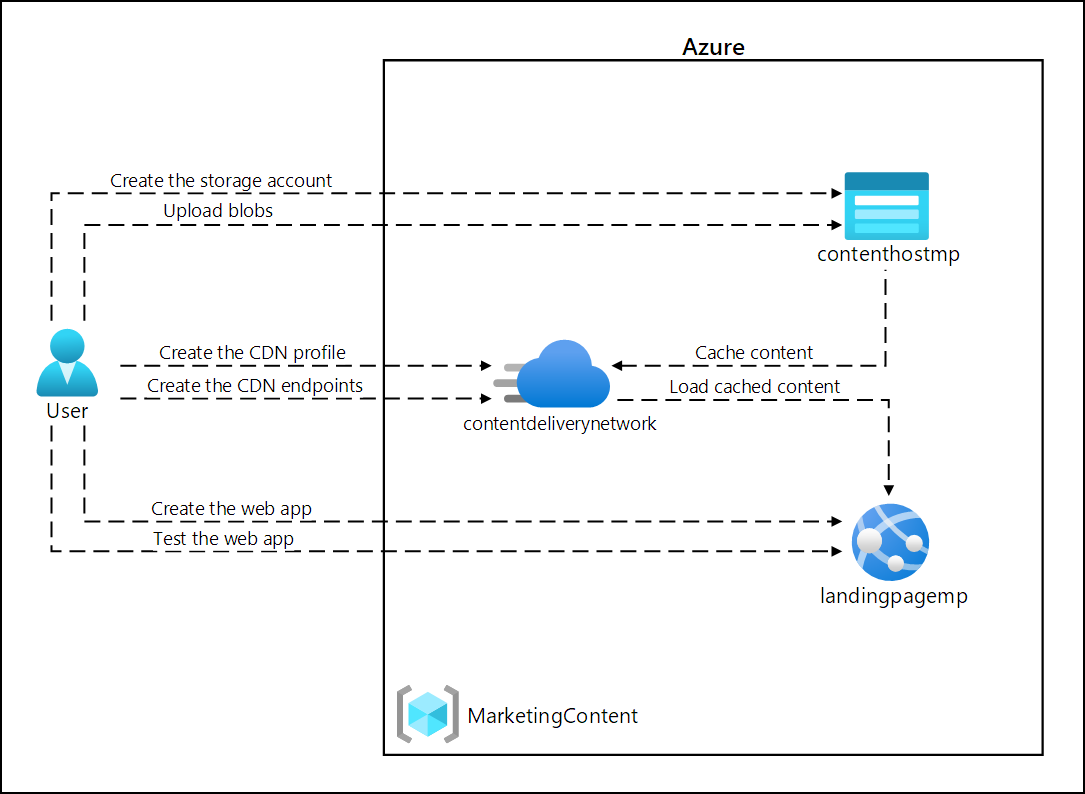 Azure
Create the storage account
Upload blobs
contenthostmp
Create the CDN profile
Cache content
Create the CDN endpoints
Load cached content
User
contentdeliverynetwork
Create the web app
Test the web app
landingpagemp
MarketingContent